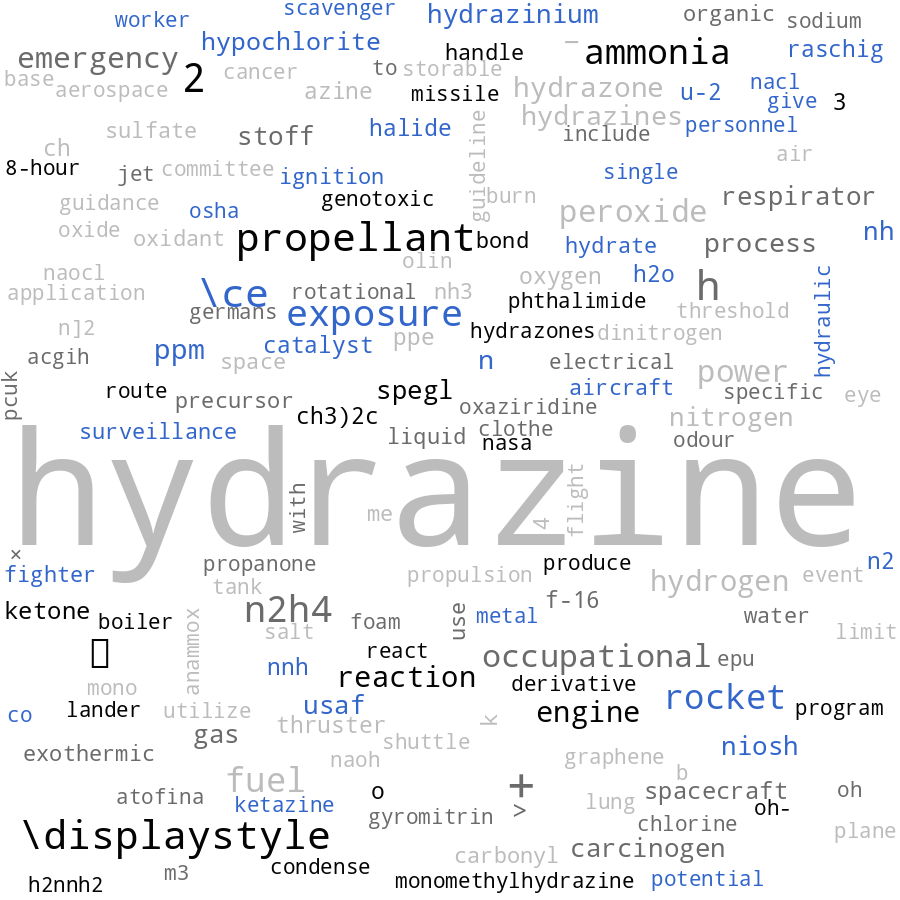 scavenger
worker
hydrazinium
organic
sodium
hypochlorite
handle
–
ammonia
raschig
emergency
2
cancer
to
storable
base
aerospace
azine
missile
hydrazone
u-2
nacl
give
3
hydrazines
personnel
sulfate
stoff
halide
guideline
include
ch
air
8-hour
jet
committee
ignition
single
guidance
osha
genotoxic
burn
peroxide
respirator
oxide
oxidant
propellant
bond
hydrate
process
nh
olin
naocl
application
\ce
rotational
nh3
oxygen
h2o
h
hydraulic
germans
exposure
phthalimide
threshold
n]2
ppe
hydrazones
dinitrogen
acgih
ppm
catalyst
space
n
electrical
power
pcuk
route
precursor
spegl
aircraft
specific
eye
ch3)2c
oxaziridine
nitrogen
surveillance
liquid
clothe
nasa
odour
hydrazine
with
me
4
flight
×
fighter
propanone
propulsion
produce
hydrogen
event
n2
tank
ketone
boiler
n2h4
foam
use
metal
f-16
water
salt
limit
anammox
nnh
react
occupational
epu
mono
reaction
derivative
co
lander
utilize
usaf
thruster
k
engine
rocket
program
gas
shuttle
exothermic
naoh
graphene
niosh
b
fuel
atofina
ketazine
o
+
>
lung
spacecraft
oh-
oh
gyromitrin
chlorine
plane
\displaystyle
carbonyl
carcinogen
condense
m3
h2nnh2
monomethylhydrazine
potential